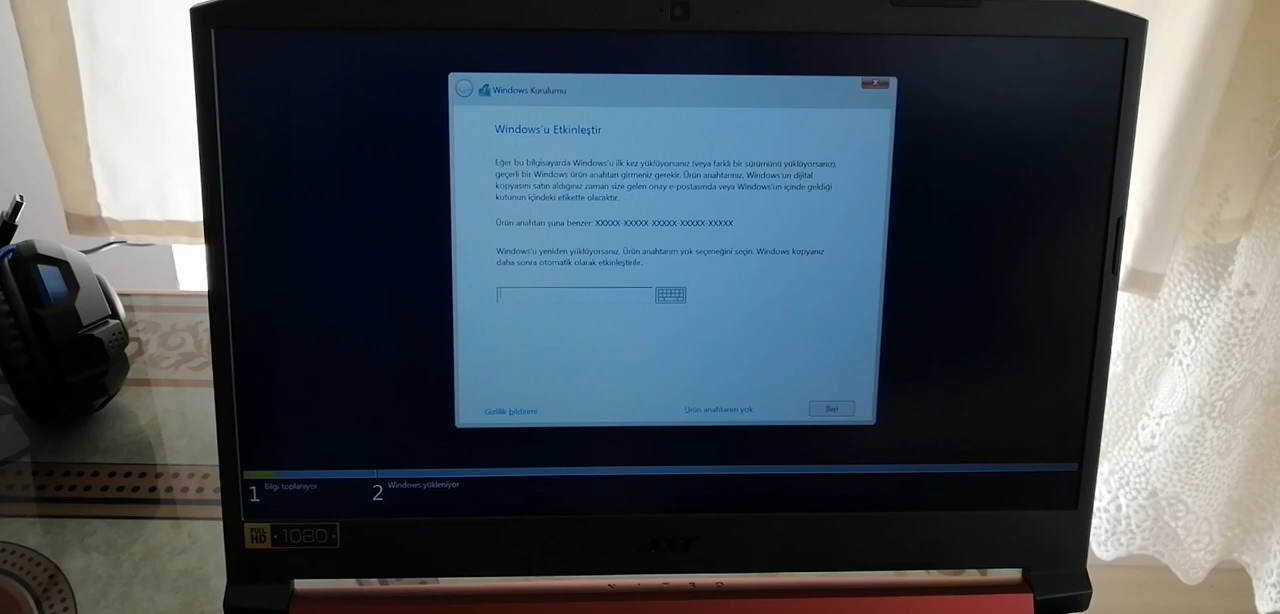 Windows Kurulumu
Windows'u Etkinleştir
Eğer bu bilgisayarda Windows'u ilk kez yüklüyorsanız (veya farklı bir sürümünü yüklüyorsanız),
geçerli bir Windows ürün anahtarı girmeniz gerekir. Ürün anahtarınız, Windows'un dijital
kopyasını satın aldığınız zaman size gelen onay e-postasında veya Windows'un içinde geldiği
kutunun içindeki etikette olacaktır.
Ürün anahtarı şuna benzer: XXXXX-XXXXX-XXXXX-XXXXX-XXXXX
Windows'u yeniden yüklüyorsanız, Ürün anahtarım yok seçeneğini seçin. Windows kopyanız
daha sonra otomatik olarak etkinleştirilir.
Gizlilik bildirimi
Ürün anahtarım yok
İleri
1 Bilgi toplanıyor
2 Windows yükleniyor
FULL HD 1080
acer